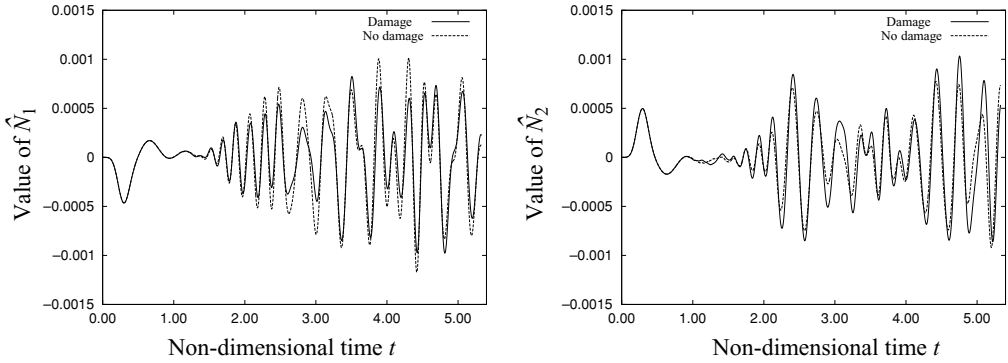 0.0015
0.001
0.0005
0
−0.0005
−0.001
−0.0015
0.00 1.00 2.00 3.00 4.00 5.00
Value of N̂1
Non-dimensional time t
Damage
No damage
0.0015
0.001
0.0005
0
−0.0005
−0.001
−0.0015
0.00 1.00 2.00 3.00 4.00 5.00
Value of N̂2
Non-dimensional time t
Damage
No damage